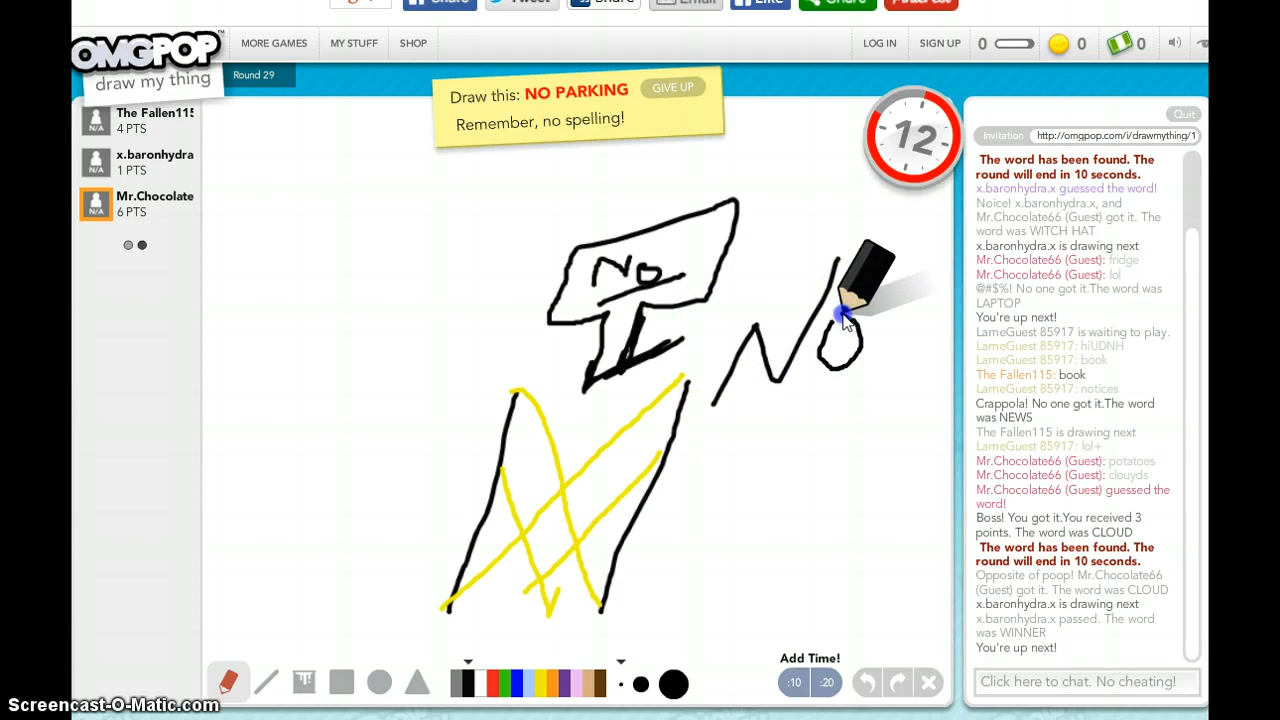 Share
Tweet
Share
Email
Like
Share
Pinterest
OMGPOP
draw my thing
MORE GAMES
MY STUFF
SHOP
LOG IN
SIGN UP
0
0
0
Round 29
Draw this: NO PARKING
GIVE UP
Remember, no spelling!
12
N/A
The Fallen115
4 PTS
N/A
x.baronhydra
1 PTS
N/A
Mr.Chocolate
6 PTS
No
NO
Quit
Invitation
http://omgpop.com/i/drawmything/1
The word has been found. The
round will end in 10 seconds.
x.baronhydra.x guessed the word!
Noice! x.baronhydra.x, and
Mr.Chocolate66 (Guest) got it. The
word was WITCH HAT
x.baronhydra.x is drawing next
Mr.Chocolate66 (Guest): fridge
Mr.Chocolate66 (Guest): lol
@#$%! No one got it.The word was
LAPTOP
You're up next!
LameGuest 85917 is waiting to play.
LameGuest 85917: hiUDNH
LameGuest 85917: book
The Fallen115: book
LameGuest 85917: notices
Crappola! No one got it.The word
was NEWS
The Fallen115 is drawing next
LameGuest 85917: lol+
Mr.Chocolate66 (Guest): potatoes
Mr.Chocolate66 (Guest): clouyds
Mr.Chocolate66 (Guest) guessed the
word!
Boss! You got it.You received 3
points. The word was CLOUD
The word has been found. The
round will end in 10 seconds.
Opposite of poop! Mr.Chocolate66
(Guest) got it. The word was CLOUD
x.baronhydra.x is drawing next
x.baronhydra.x passed. The word
was WINNER
You're up next!
Click here to chat. No cheating!
Add Time!
:10
:20
Screencast-O-Matic.com